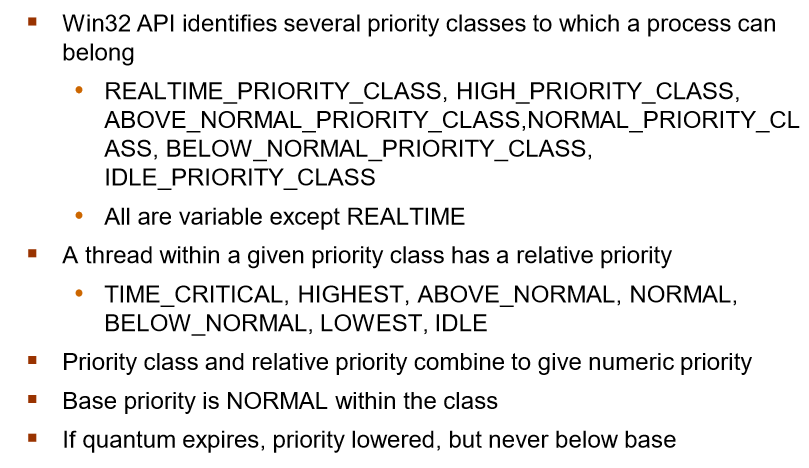 Win32 API identifies several priority classes to which a process can
belong
REALTIME_PRIORITY_CLASS, HIGH_PRIORITY_CLASS,
ABOVE_NORMAL_PRIORITY_CLASS,NORMAL_PRIORITY_CL
ASS, BELOW_NORMAL_PRIORITY_CLASS,
IDLE_PRIORITY_CLASS
All are variable except REALTIME
A thread within a given priority class has a relative priority
TIME_CRITICAL, HIGHEST, ABOVE_NORMAL, NORMAL,
BELOW_NORMAL, LOWEST, IDLE
Priority class and relative priority combine to give numeric priority
Base priority is NORMAL within the class
If quantum expires, priority lowered, but never below base